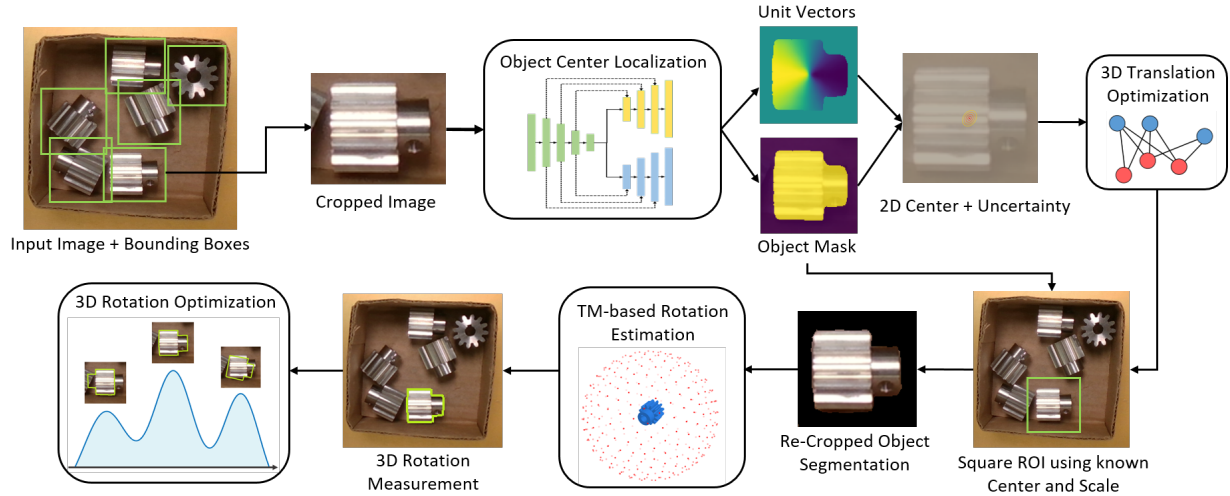 Input Image + Bounding Boxes
Cropped Image
Object Center Localization
Unit Vectors
Object Mask
2D Center + Uncertainty
3D Translation
Optimization
3D Rotation Optimization
3D Rotation
Measurement
TM-based Rotation
Estimation
Re-Cropped Object
Segmentation
Square ROI using known
Center and Scale